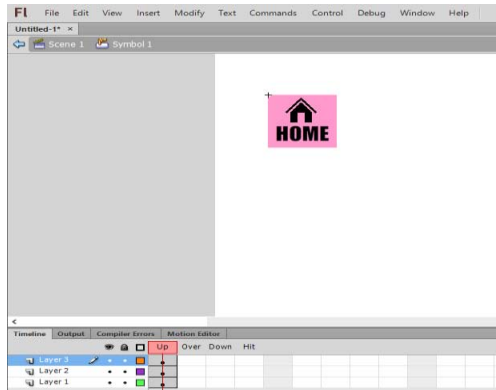 Fl File Edit View Insert Modify Text Commands Control Debug Window Help
Untitled-1* ×
Scene 1 Symbol 1
HOME
Timeline Output Compiler Errors Motion Editor
Up Over Down Hit
Layer 3
Layer 2
Layer 1